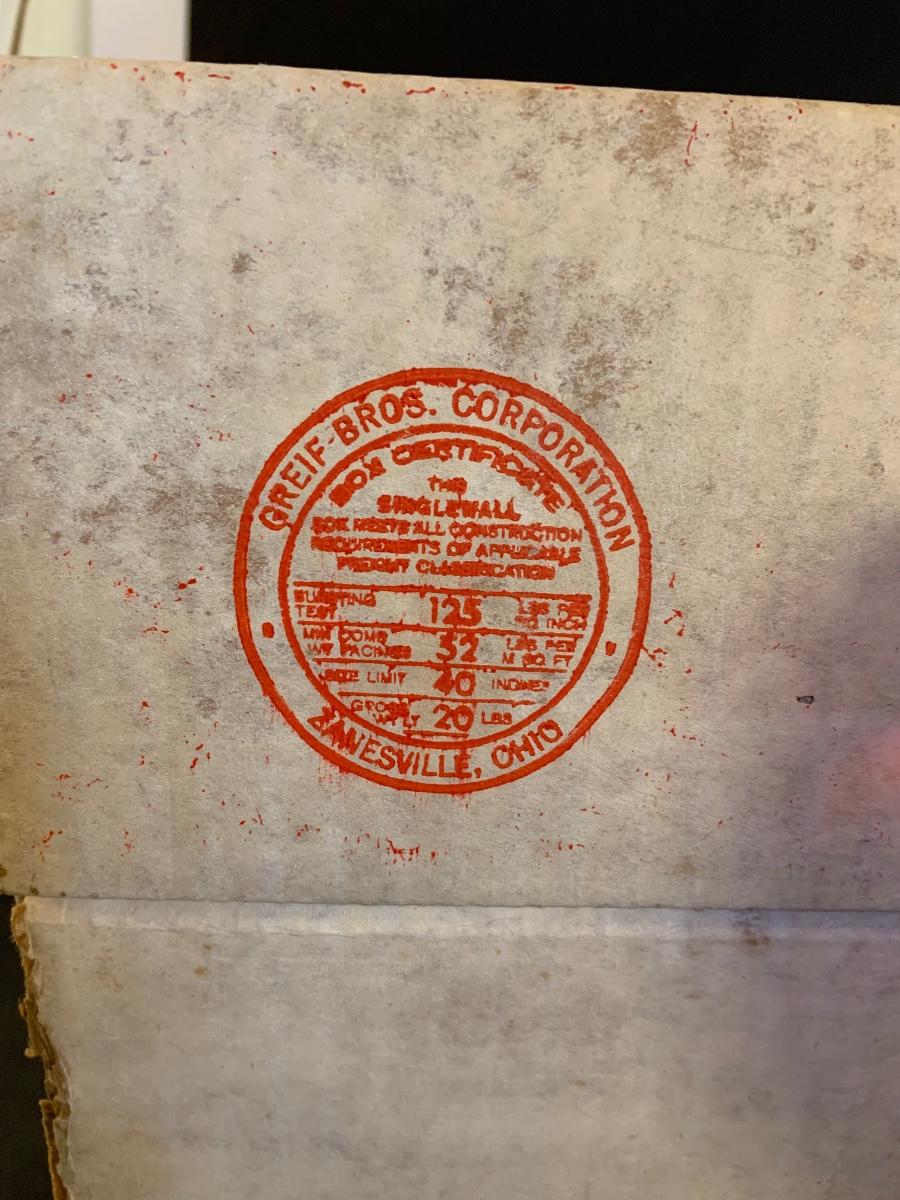 GREIF-BROS. CORPORATION
BOX CERTIFICATE
THIS
SINGLEWALL
BOX MEETS ALL CONSTRUCTION
REQUIREMENTS OF APPLICABLE
FREIGHT CLASSIFICATION
BURSTING TEST 125 LBS PER SQ INCH
MIN COMB WT FACINGS 52 LBS PER M SQ FT
SIZE LIMIT 40 INCHES
GROSS WT LT 20 LBS
ZANESVILLE, OHIO